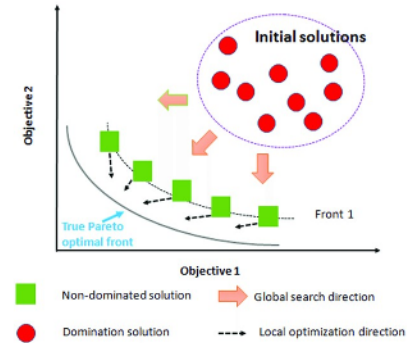 Initial solutions
Objective 2
True Pareto
optimal front
Front 1
Objective 1
Non-dominated solution
Global search direction
Domination solution
Local optimization direction